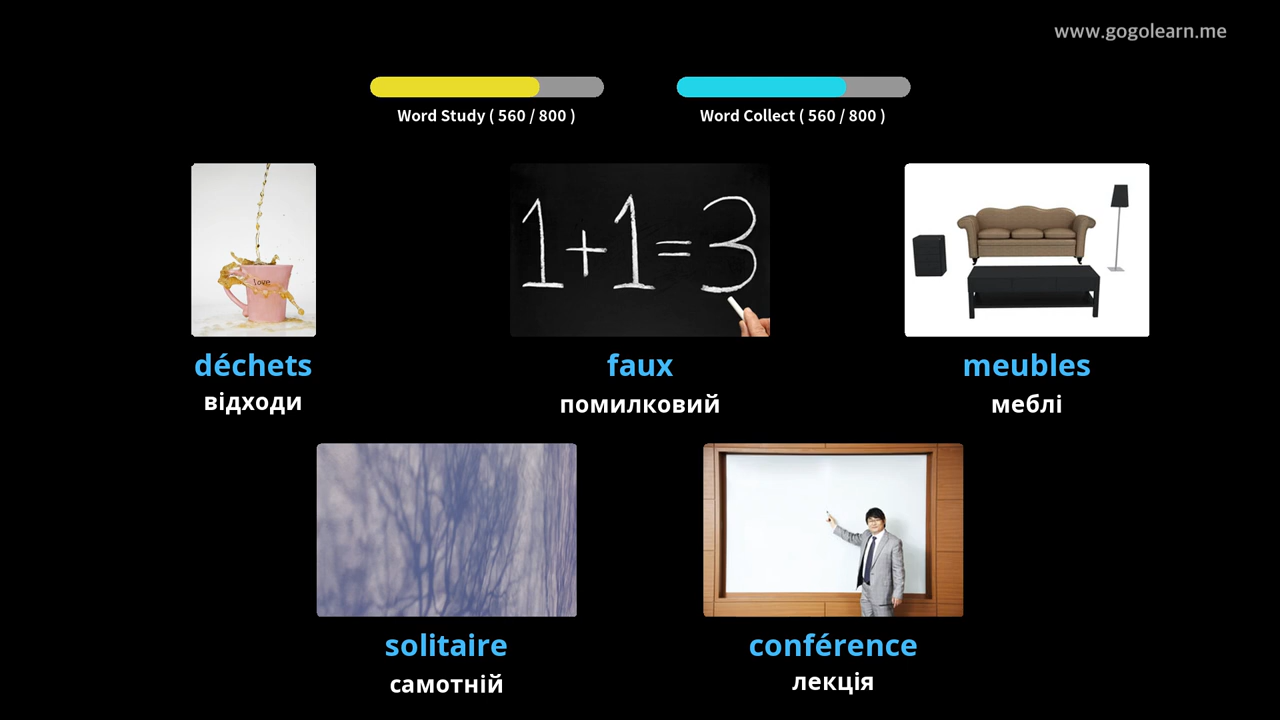 www.gogolearn.me
Word Study ( 560 / 800 )
Word Collect ( 560 / 800 )
love
1+1=3
déchets
відходи
faux
помилковий
meubles
меблі
solitaire
самотній
conférence
лекція